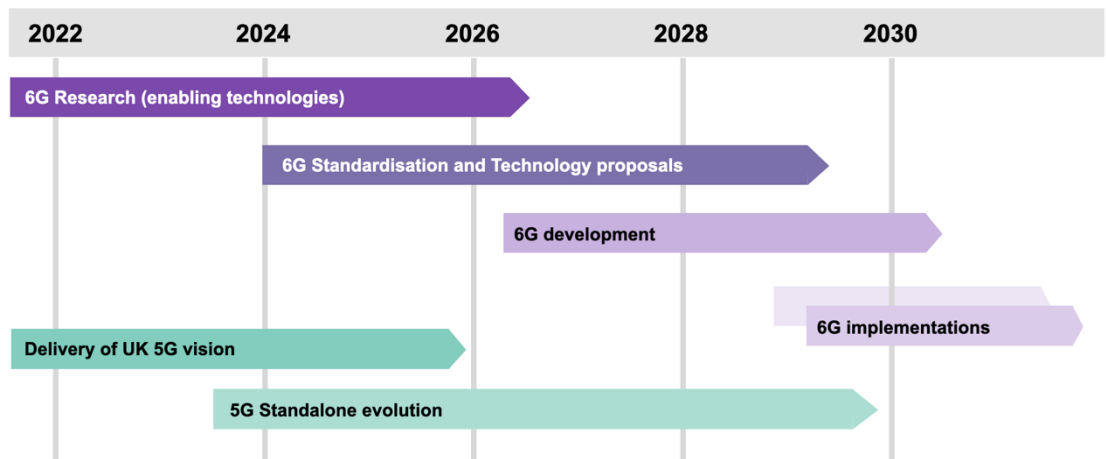 2022 2024 2026 2028 2030
6G Research (enabling technologies)
6G Standardisation and Technology proposals
6G development
6G implementations
Delivery of UK 5G vision
5G Standalone evolution